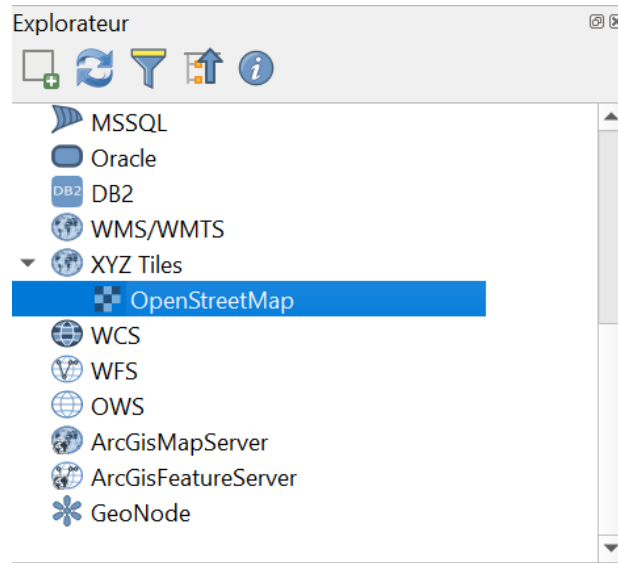 Explorateur
MSSQL
Oracle
DB2 DB2
WMS/WMTS
XYZ Tiles
OpenStreetMap
WCS
WFS
OWS
ArcGisMapServer
ArcGisFeatureServer
GeoNode